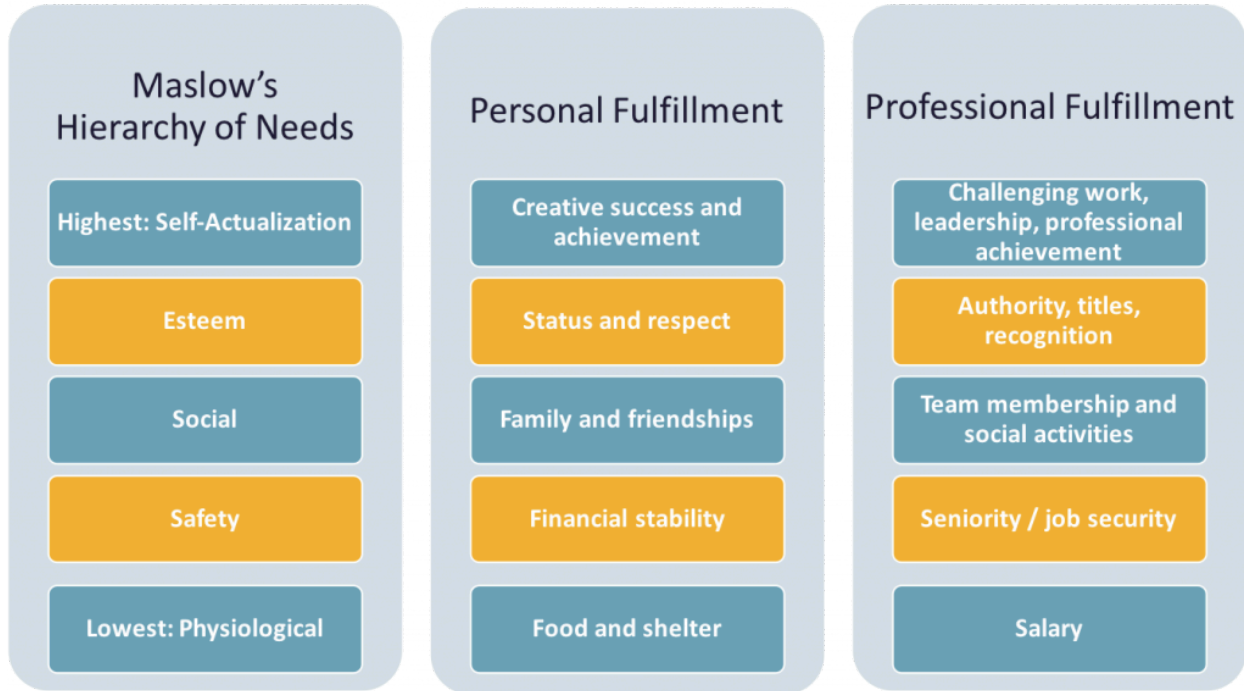 Maslow’s
Hierarchy of Needs
Highest: Self-Actualization
Esteem
Social
Safety
Lowest: Physiological
Personal Fulfillment
Creative success and
achievement
Status and respect
Family and friendships
Financial stability
Food and shelter
Professional Fulfillment
Challenging work,
leadership, professional
achievement
Authority, titles,
recognition
Team membership and
social activities
Seniority / job security
Salary